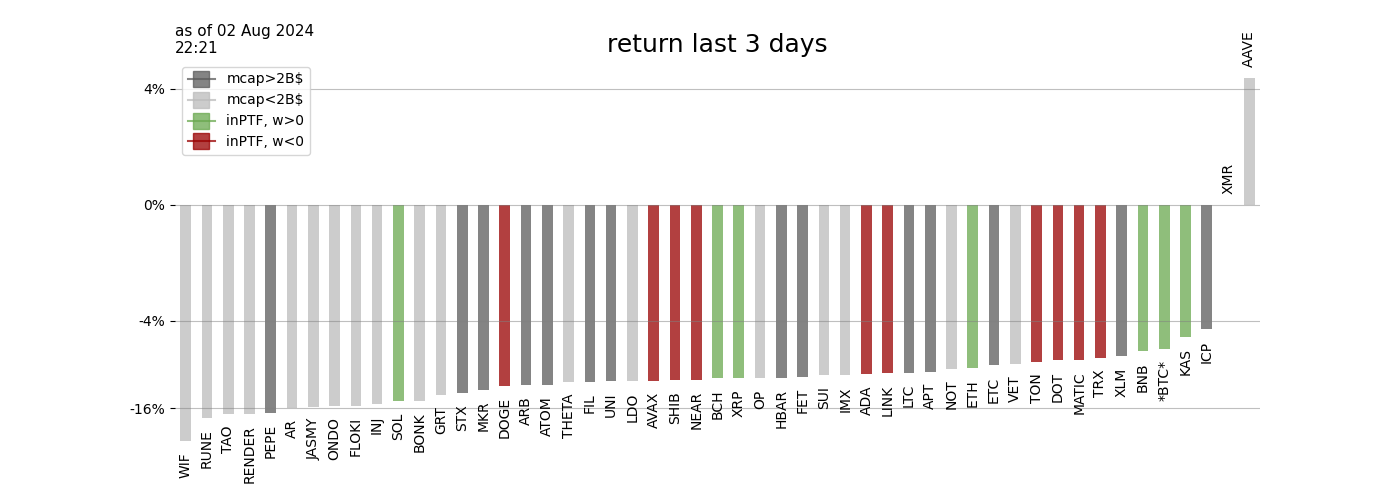 as of 02 Aug 2024
22:21
return last 3 days
mcap>2B$
mcap<2B$
inPTF, w>0
inPTF, w<0
4%
0%
-4%
-16%
WIF
RUNE
TAO
RENDER
PEPE
AR
JASMY
ONDO
FLOKI
INJ
SOL
BONK
GRT
STX
MKR
DOGE
ARB
ATOM
THETA
FIL
UNI
LDO
AVAX
SHIB
NEAR
BCH
XRP
OP
HBAR
FET
SUI
IMX
ADA
LINK
LTC
APT
NOT
ETH
ETC
VET
TON
DOT
MATIC
TRX
XLM
BNB
*BTC*
KAS
ICP
XMR
AAVE